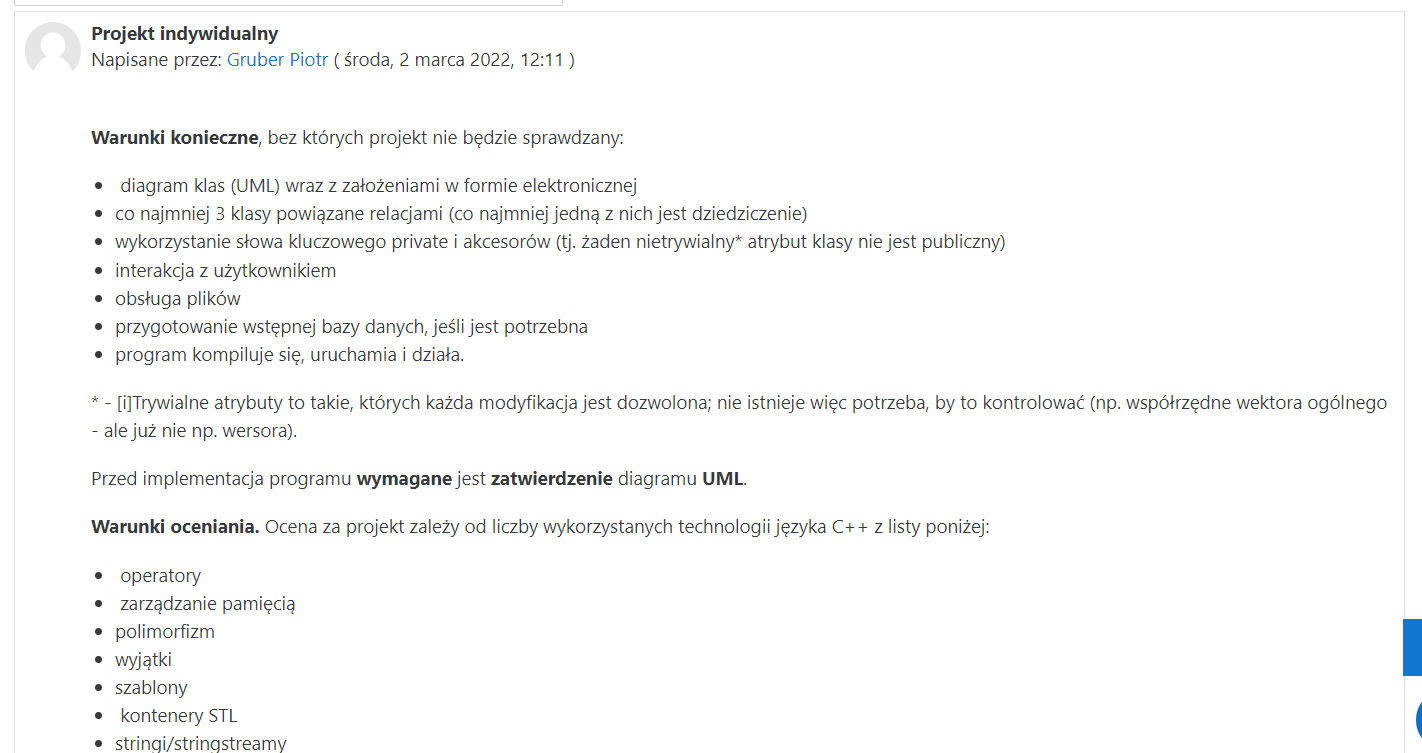 Projekt indywidualny
Napisane przez: Gruber Piotr ( środa, 2 marca 2022, 12:11 )
Warunki konieczne, bez których projekt nie będzie sprawdzany:
diagram klas (UML) wraz z założeniami w formie elektronicznej
co najmniej 3 klasy powiązane relacjami (co najmniej jedną z nich jest dziedziczenie)
wykorzystanie słowa kluczowego private i akcesorów (tj. żaden nietrywialny* atrybut klasy nie jest publiczny)
interakcja z użytkownikiem
obsługa plików
przygotowanie wstępnej bazy danych, jeśli jest potrzebna
program kompiluje się, uruchamia i działa.
* - [i]Trywialne atrybuty to takie, których każda modyfikacja jest dozwolona; nie istnieje więc potrzeba, by to kontrolować (np. współrzędne wektora ogólnego
- ale już nie np. wersora).
Przed implementacja programu wymagane jest zatwierdzenie diagramu UML.
Warunki oceniania. Ocena za projekt zależy od liczby wykorzystanych technologii języka C++ z listy poniżej:
operatory
zarządzanie pamięcią
polimorfizm
wyjątki
szablony
kontenery STL
stringi/stringstreamy